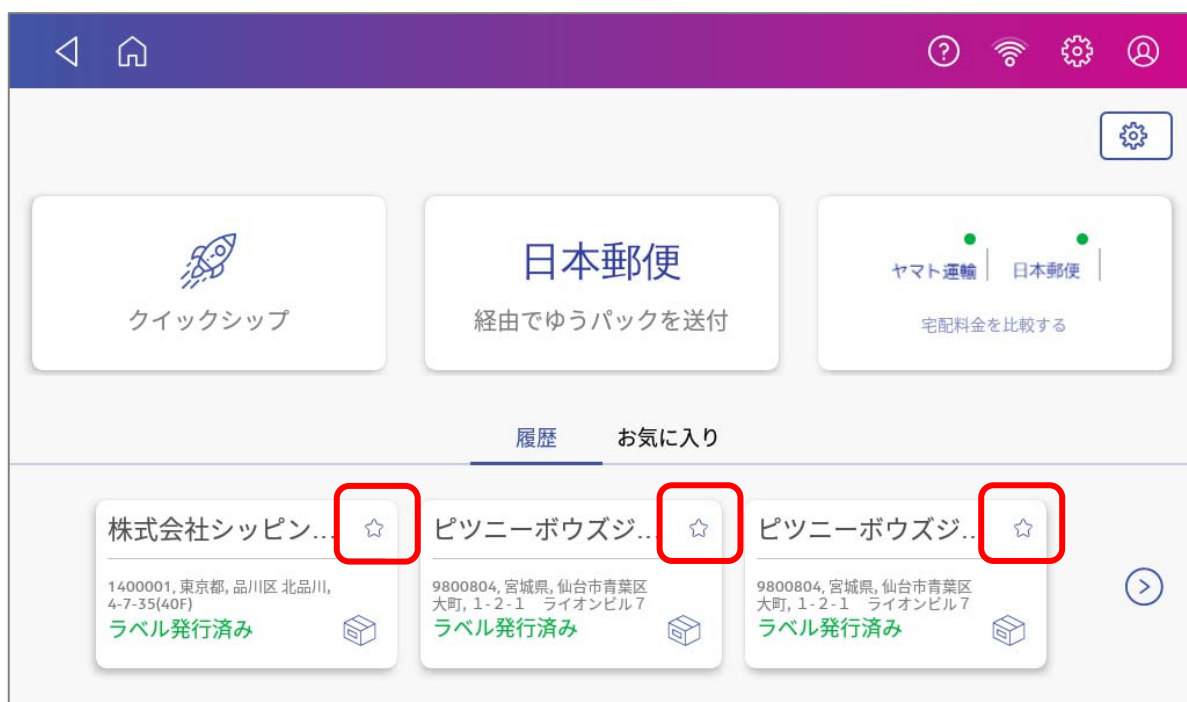 クイックシップ
日本郵便
経由でゆうパックを送付
ヤマト運輸 日本郵便
宅配料金を比較する
履歴 お気に入り
株式会社シッピン...
1400001, 東京都, 品川区 北品川,
4-7-35(40F)
ラベル発行済み
ピツニーボウズジ...
9800804, 宮城県, 仙台市青葉区
大町, 1-2-1 ライオンビル7
ラベル発行済み
ピツニーボウズジ...
9800804, 宮城県, 仙台市青葉区
大町, 1-2-1 ライオンビル7
ラベル発行済み